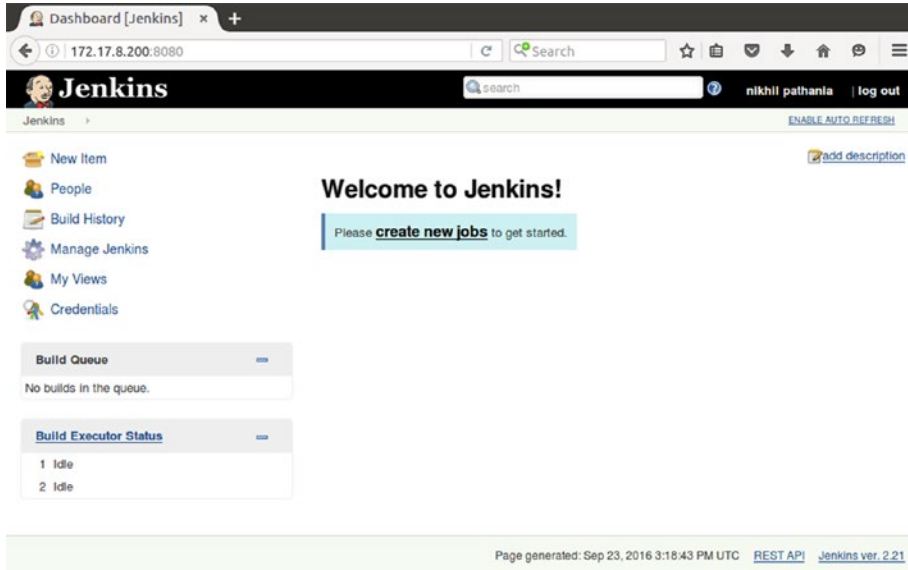 Dashboard [Jenkins] × +
172.17.8.200:8080 Search
Jenkins search nikhil pathania | log out
Jenkins ENABLE AUTO REFRESH
New Item
People
Build History
Manage Jenkins
My Views
Credentials
add description
Welcome to Jenkins!
Please create new jobs to get started.
Build Queue
No builds in the queue.
Build Executor Status
1 Idle
2 Idle
Page generated: Sep 23, 2016 3:18:43 PM UTC REST API Jenkins ver. 2.21